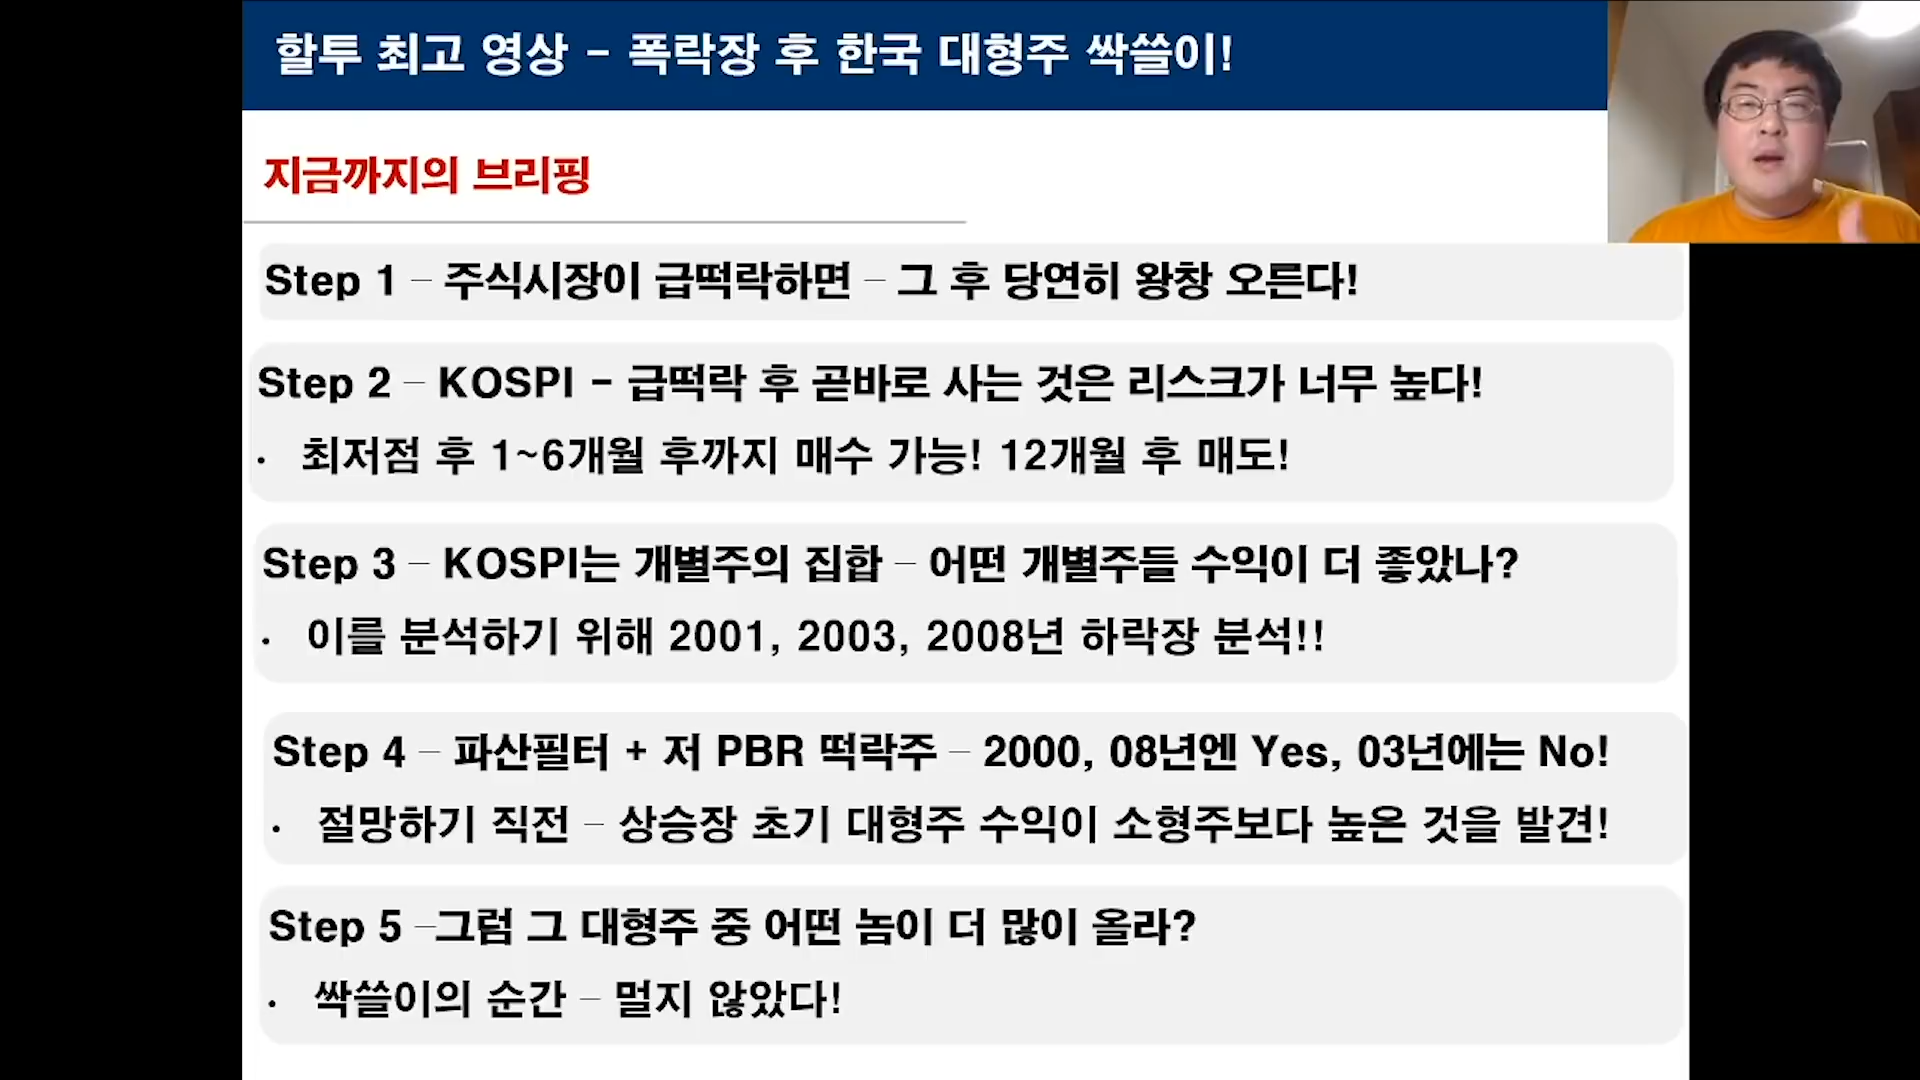 할투 최고 영상 - 폭락장 후 한국 대형주 싹쓸이!
지금까지의 브리핑
Step 1 – 주식시장이 급떡락하면 – 그 후 당연히 왕창 오른다!
Step 2 – KOSPI - 급떡락 후 곧바로 사는 것은 리스크가 너무 높다!
· 최저점 후 1~6개월 후까지 매수 가능! 12개월 후 매도!
Step 3 – KOSPI는 개별주의 집합 – 어떤 개별주들 수익이 더 좋았나?
· 이를 분석하기 위해 2001, 2003, 2008년 하락장 분석!!
Step 4 – 파산필터 + 저 PBR 떡락주 – 2000, 08년엔 Yes, 03년에는 No!
· 절망하기 직전 – 상승장 초기 대형주 수익이 소형주보다 높은 것을 발견!
Step 5 –그럼 그 대형주 중 어떤 놈이 더 많이 올라?
· 싹쓸이의 순간 – 멀지 않았다!